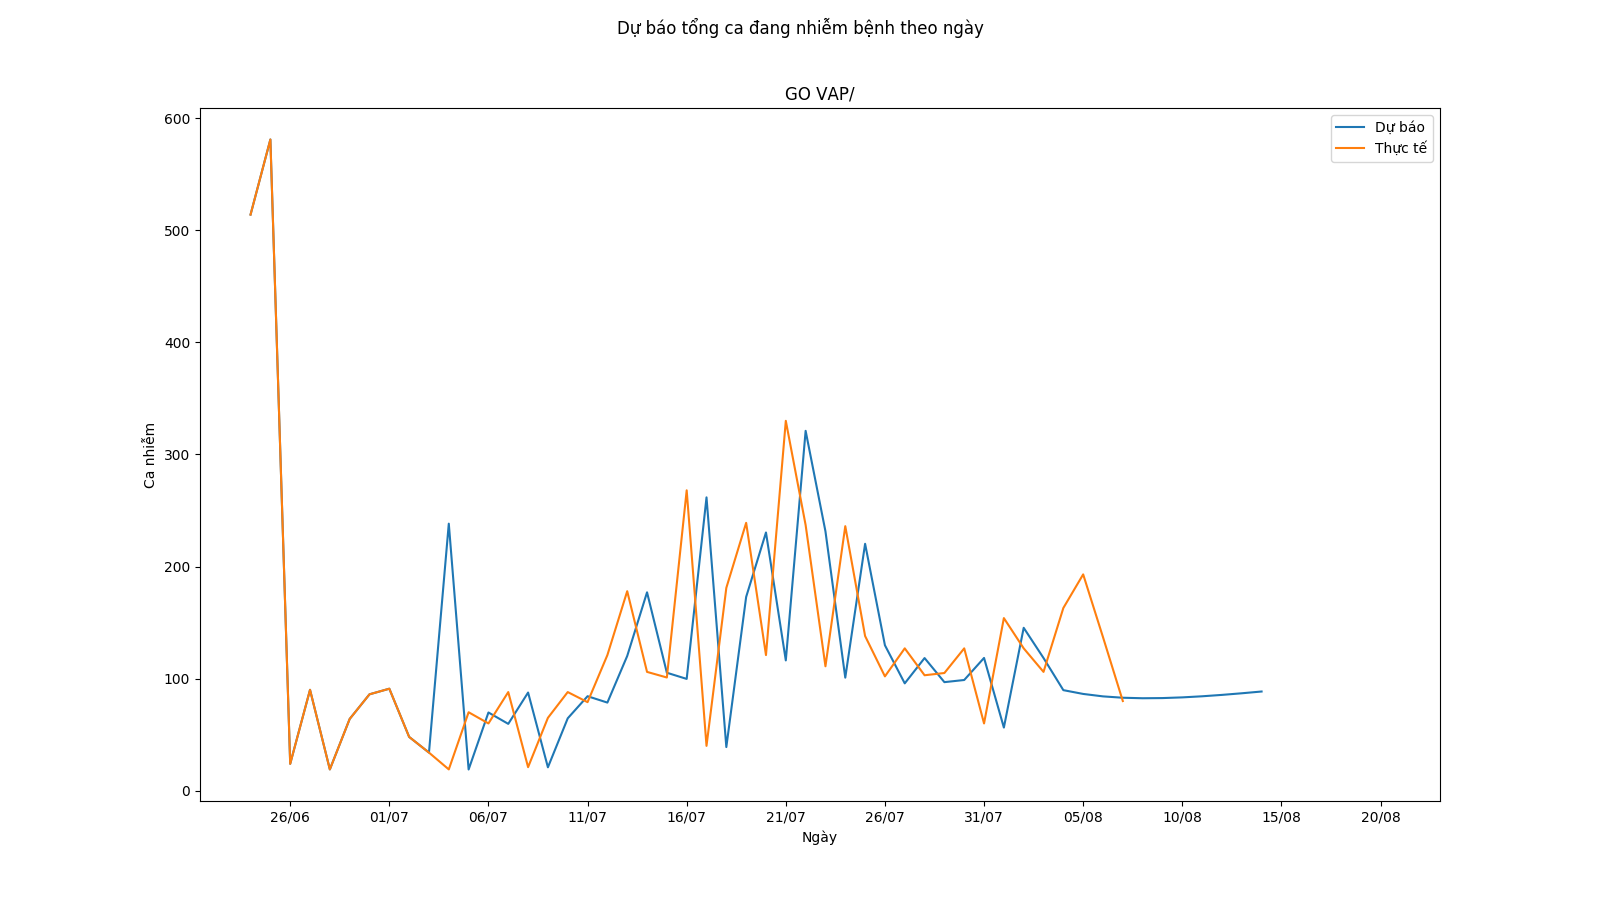 Dự báo tổng ca đang nhiễm bệnh theo ngày
GO VAP/
Dự báo
Thực tế
Ca nhiễm
600
500
400
300
200
100
0
26/06 01/07 06/07 11/07 16/07 21/07 26/07 31/07 05/08 10/08 15/08 20/08
Ngày